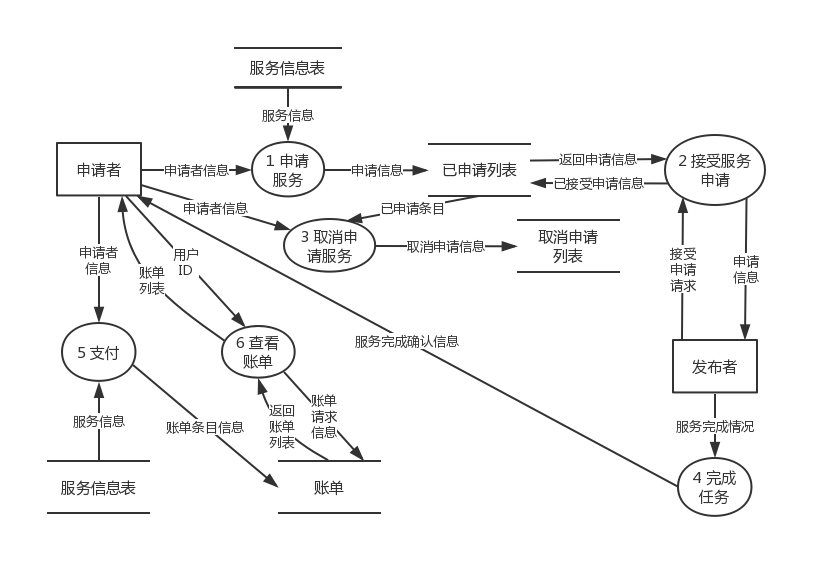 服务信息表
服务信息
申请者
申请者信息
1 申请
服务
申请信息
已申请列表
返回申请信息
已接受申请信息
2 接受服务
申请
申请者信息
已申请条目
3 取消申
请服务
取消申请信息
取消申请
列表
申请者
信息
用户
ID
账单
列表
接受
申请
请求
申请
信息
5 支付
6 查看
账单
服务完成确认信息
发布者
服务信息
账单条目信息
返回
账单
列表
账单
请求
信息
服务完成情况
服务信息表
账单
4 完成
任务